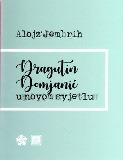 Alojz Jembrih
Dragutin
Domjanić
u novom svjetlu